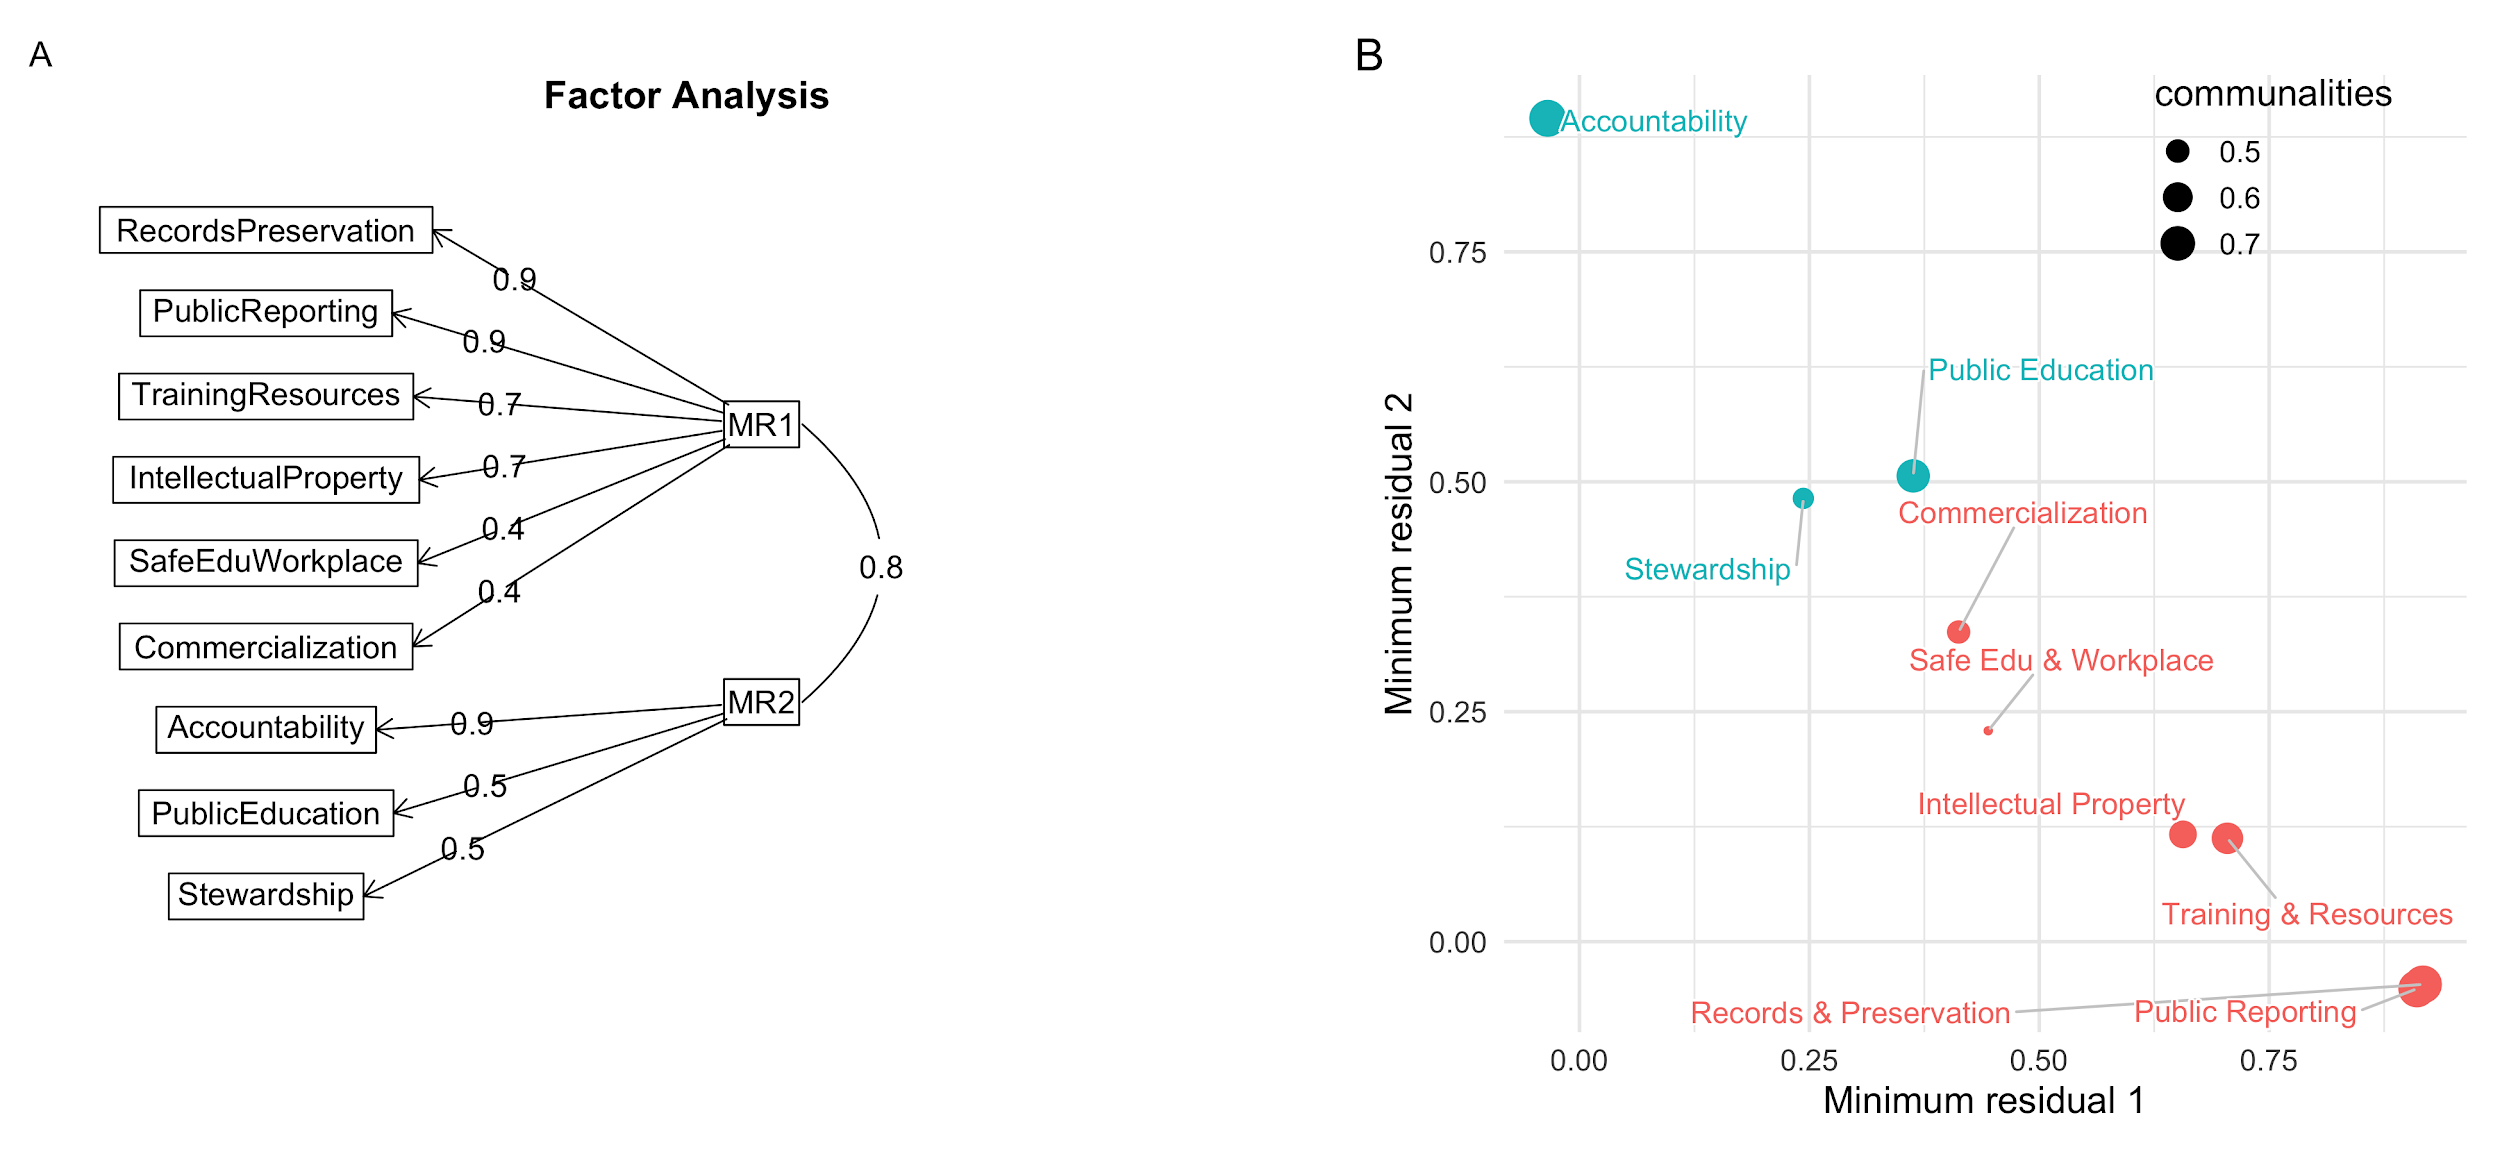 A
Factor Analysis
RecordsPreservation
PublicReporting
TrainingResources
IntellectualProperty
SafeEduWorkplace
Commercialization
Accountability
PublicEducation
Stewardship
0.9
0.9
0.7
0.7
0.4
0.4
0.9
0.5
0.5
MR1
MR2
0.8
B
communalities
0.5
0.6
0.7
Accountability
Public Education
Commercialization
Stewardship
Safe Edu & Workplace
Intellectual Property
Training & Resources
Records & Preservation
Public Reporting
Minimum residual 2
0.75
0.50
0.25
0.00
0.00
0.25
0.50
0.75
Minimum residual 1